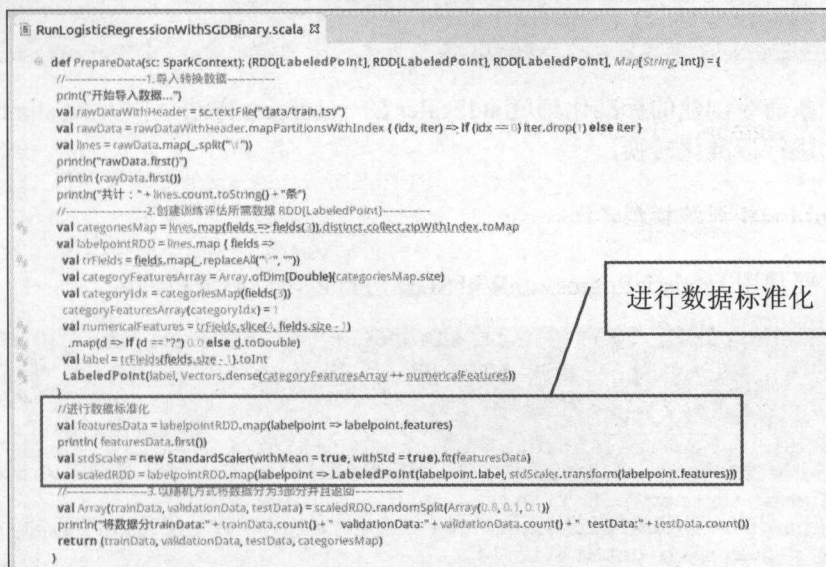 RunLogisticRegressionWithSGDBinary.scala
def PrepareData(sc: SparkContext): (RDD[LabeledPoint], RDD[LabeledPoint], RDD[LabeledPoint], Map[String, Int]) = {
//----------------------1.导入转换数据-------------
print("开始导入数据...")
val rawDataWithHeader = sc.textFile("data/train.tsv")
val rawData = rawDataWithHeader.mapPartitionsWithIndex { (idx, iter) => if (idx == 0) iter.drop(1) else iter }
val lines = rawData.map(_.split("\t"))
println("rawData.first()")
println (rawData.first())
println("共计：" + lines.count.toString() + "条")
//----------------------2.创建训练评估所需数据 RDD[LabeledPoint]-------------
val categoriesMap = lines.map(fields => fields(3)).distinct.collect.zipWithIndex.toMap
val labelpointRDD = lines.map { fields =>
val trFields = fields.map(_.replaceAll("\"", ""))
val categoryFeaturesArray = Array.ofDim[Double](categoriesMap.size)
val categoryIdx = categoriesMap(fields(3))
categoryFeaturesArray(categoryIdx) = 1
val numericalFeatures = trFields.slice(4, fields.size - 1)
.map(d => if (d == "?") 0.0 else d.toDouble)
val label = trFields(fields.size - 1).toInt
LabeledPoint(label, Vectors.dense(categoryFeaturesArray ++ numericalFeatures))
}
进行数据标准化
//进行数据标准化
val featuresData = labelpointRDD.map(labelpoint => labelpoint.features)
println( featuresData.first())
val stdScaler = new StandardScaler(withMean = true, withStd = true).fit(featuresData)
val scaledRDD = labelpointRDD.map(labelpoint => LabeledPoint(labelpoint.label, stdScaler.transform(labelpoint.features)))
//----------------------3.以随机方式将数据分为3部分并且返回-------------
val Array(trainData, validationData, testData) = scaledRDD.randomSplit(Array(0.8, 0.1, 0.1))
println("将数据分trainData:" + trainData.count() + "  validationData:" + validationData.count() + "  testData:" + testData.count())
return (trainData, validationData, testData, categoriesMap)
}